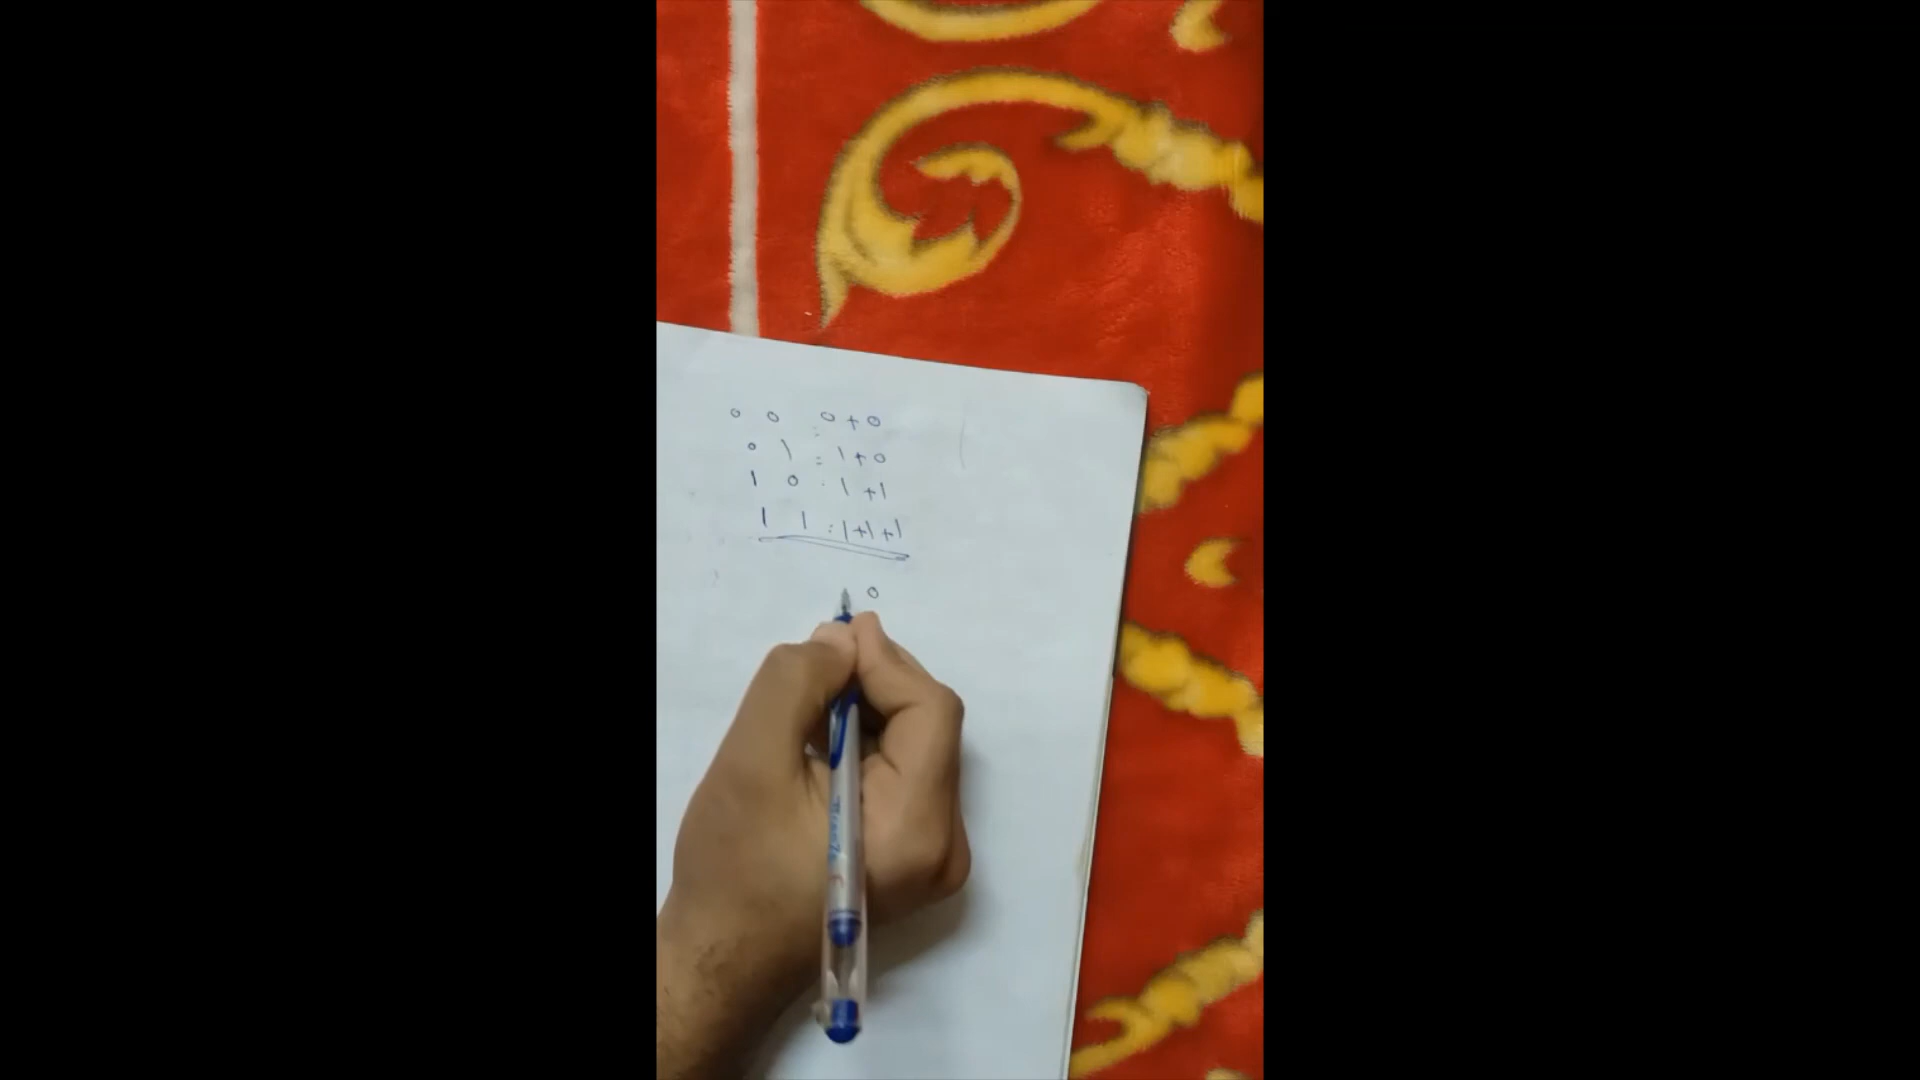 0 0 : 0+0
0 1 = 1+0
1 0 : 1+1
1 1 : 1+1+1
0